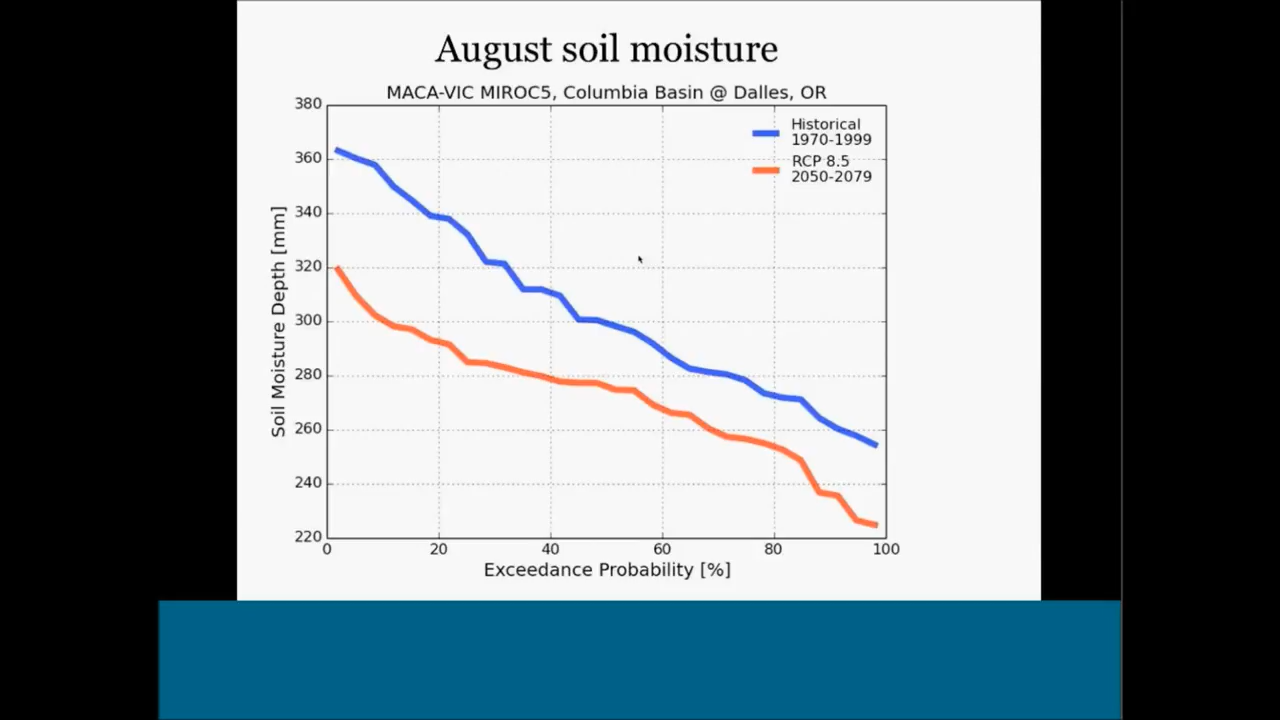 August soil moisture
MACA-VIC MIROC5, Columbia Basin @ Dalles, OR
Historical
1970-1999
RCP 8.5
2050-2079
Soil Moisture Depth [mm]
380
360
340
320
300
280
260
240
220
0 20 40 60 80 100
Exceedance Probability [%]